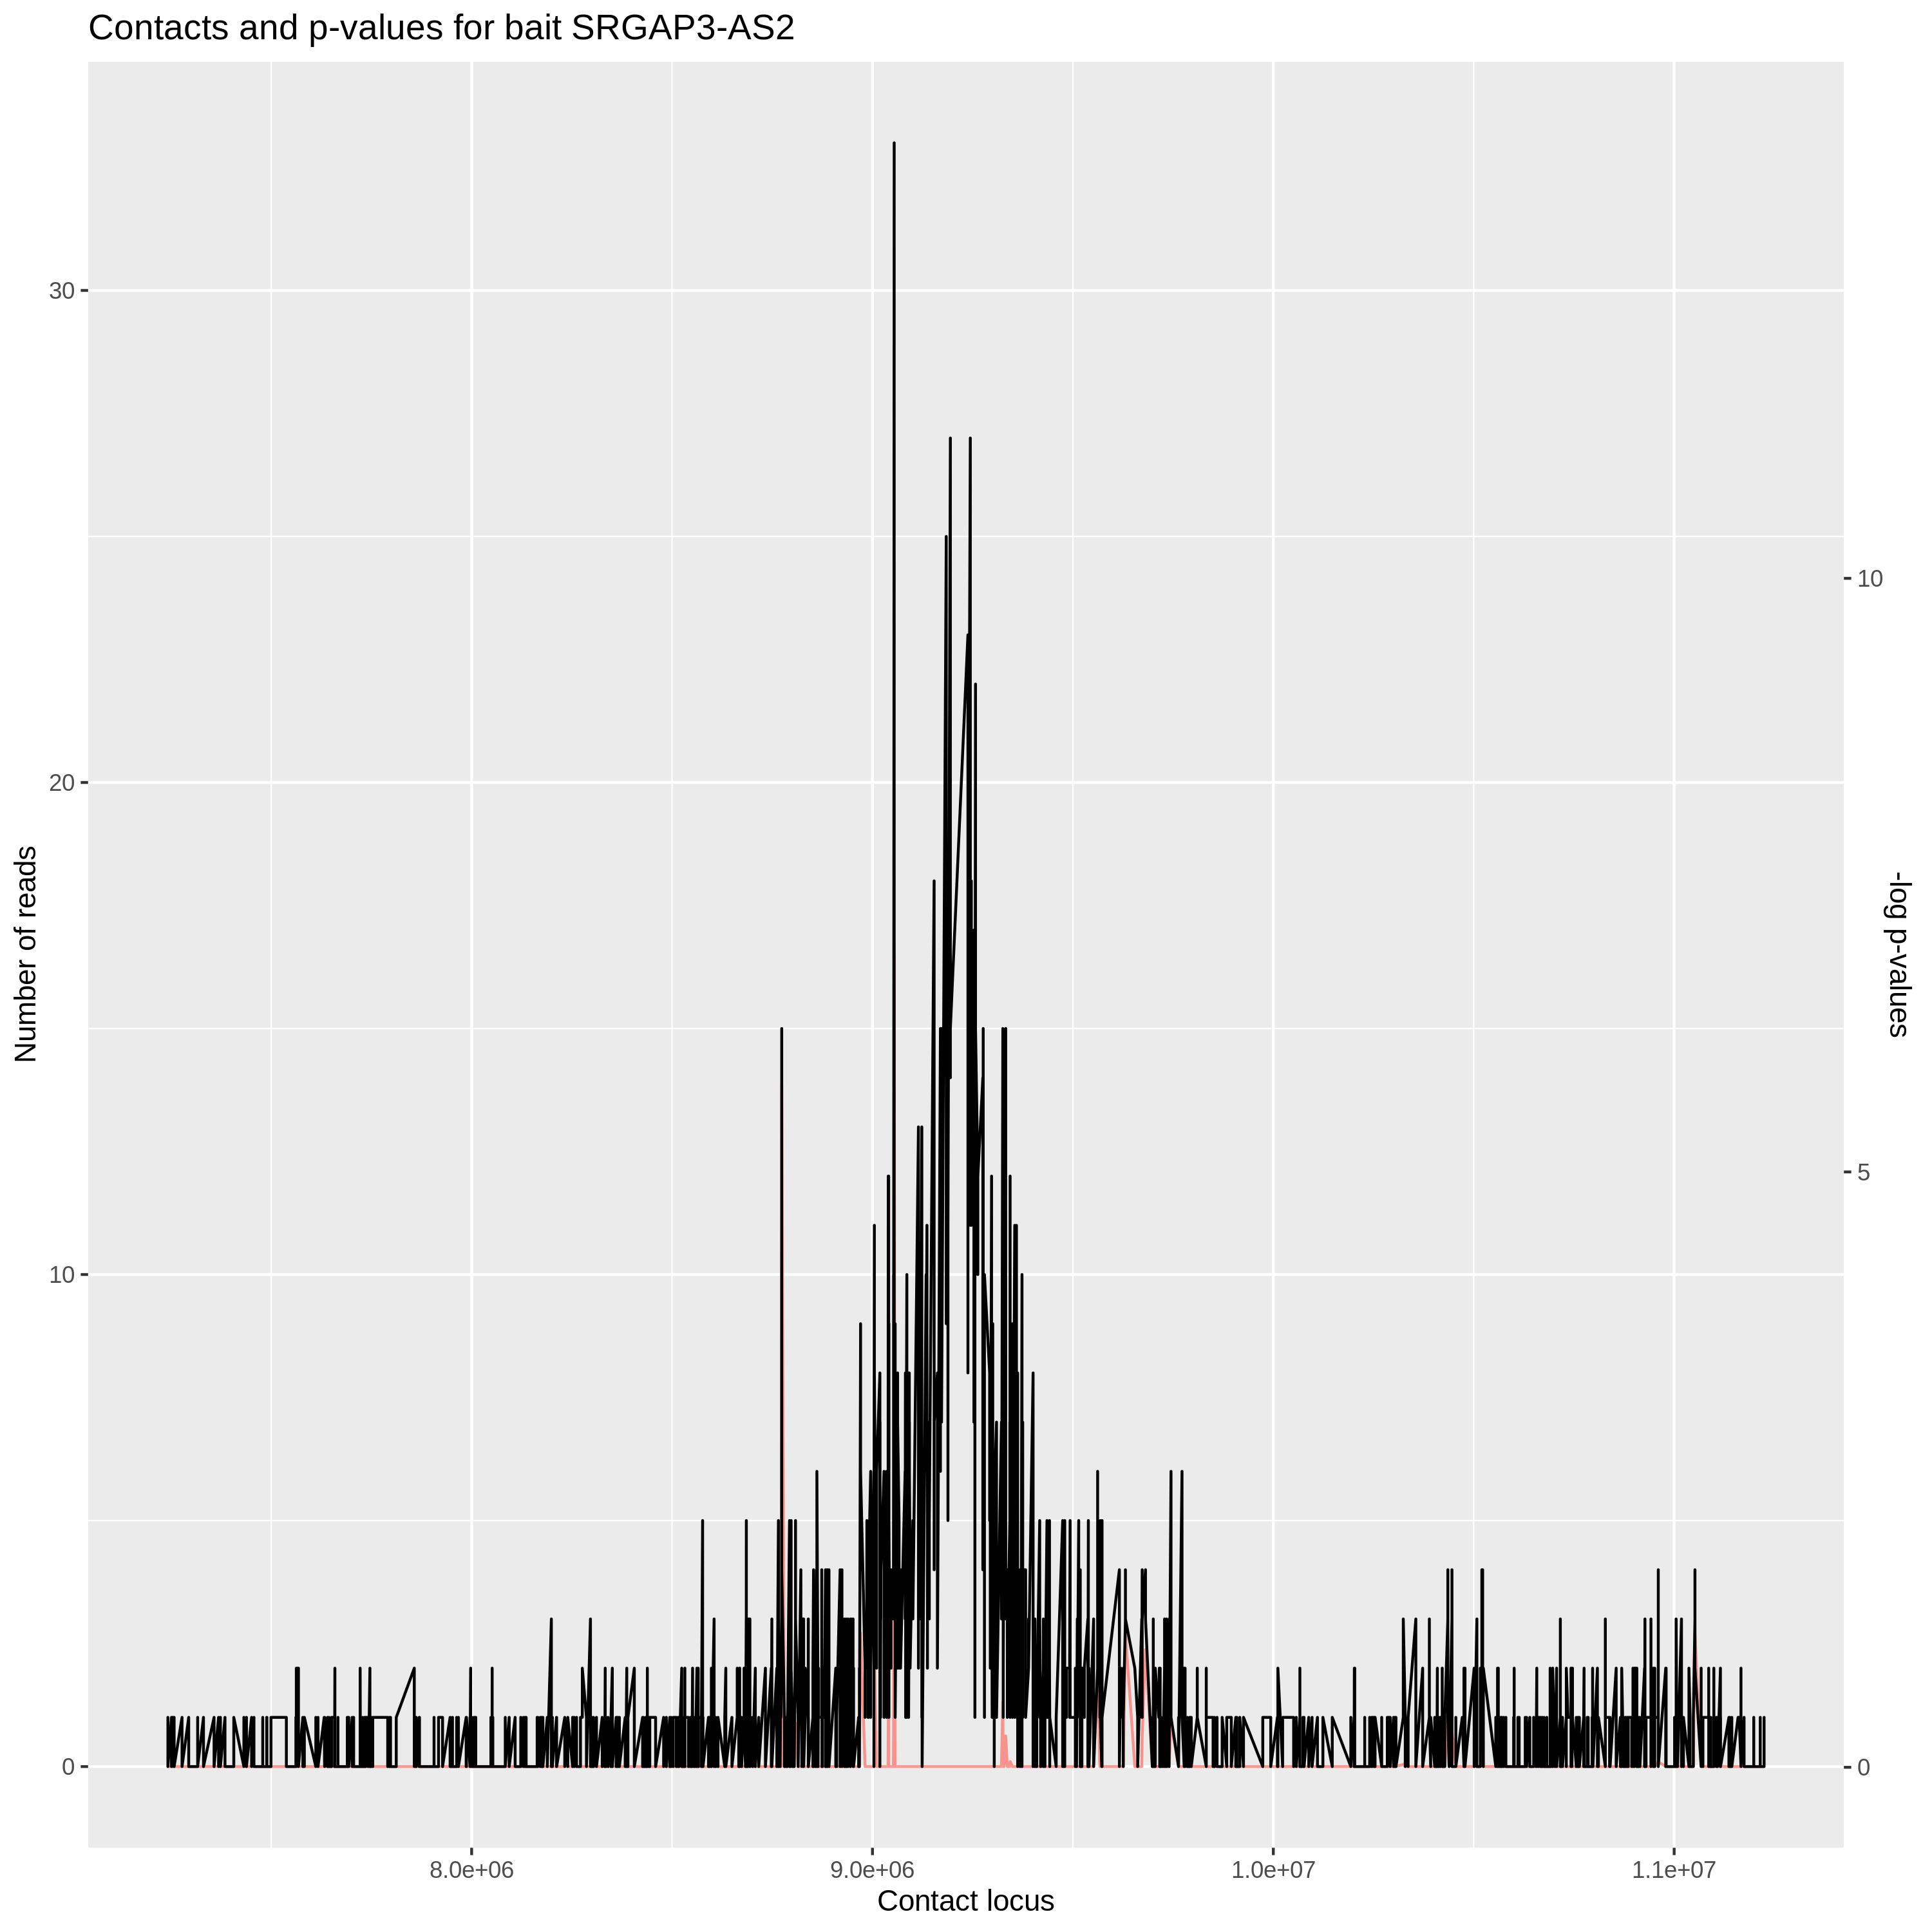 Contacts and p-values for bait SRGAP3-AS2
30
20
10
0
Number of reads
10
5
0
-log p-values
8.0e+06
9.0e+06
1.0e+07
1.1e+07
Contact locus